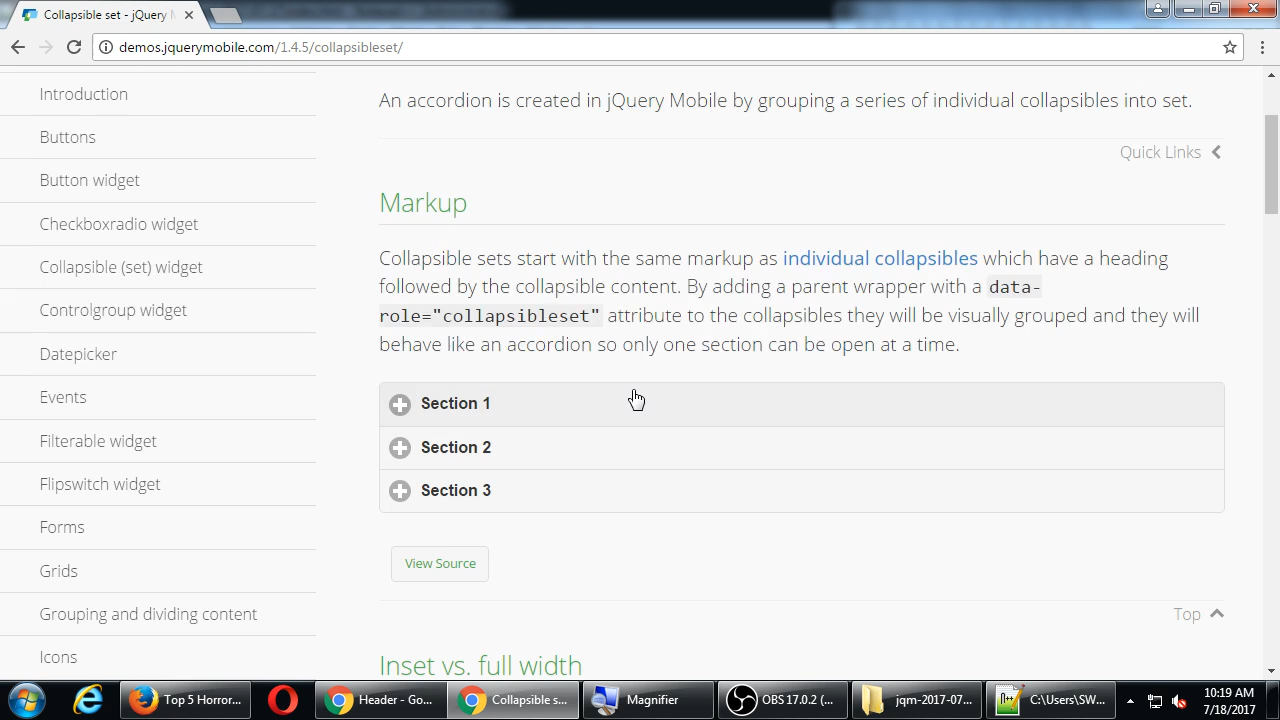 Collapsible set - jQuery M
demos.jquerymobile.com/1.4.5/collapsibleset/
Introduction
Buttons
Button widget
Checkboxradio widget
Collapsible (set) widget
Controlgroup widget
Datepicker
Events
Filterable widget
Flipswitch widget
Forms
Grids
Grouping and dividing content
Icons
An accordion is created in jQuery Mobile by grouping a series of individual collapsibles into set.
Quick Links
Markup
Collapsible sets start with the same markup as individual collapsibles which have a heading
followed by the collapsible content. By adding a parent wrapper with a data-
role="collapsibleset" attribute to the collapsibles they will be visually grouped and they will
behave like an accordion so only one section can be open at a time.
Section 1
Section 2
Section 3
View Source
Top
Inset vs. full width
Top 5 Horror...
Header - Go...
Collapsible s...
Magnifier
OBS 17.0.2 (...
jqm-2017-07...
C:\Users\SW...
10:19 AM
7/18/2017